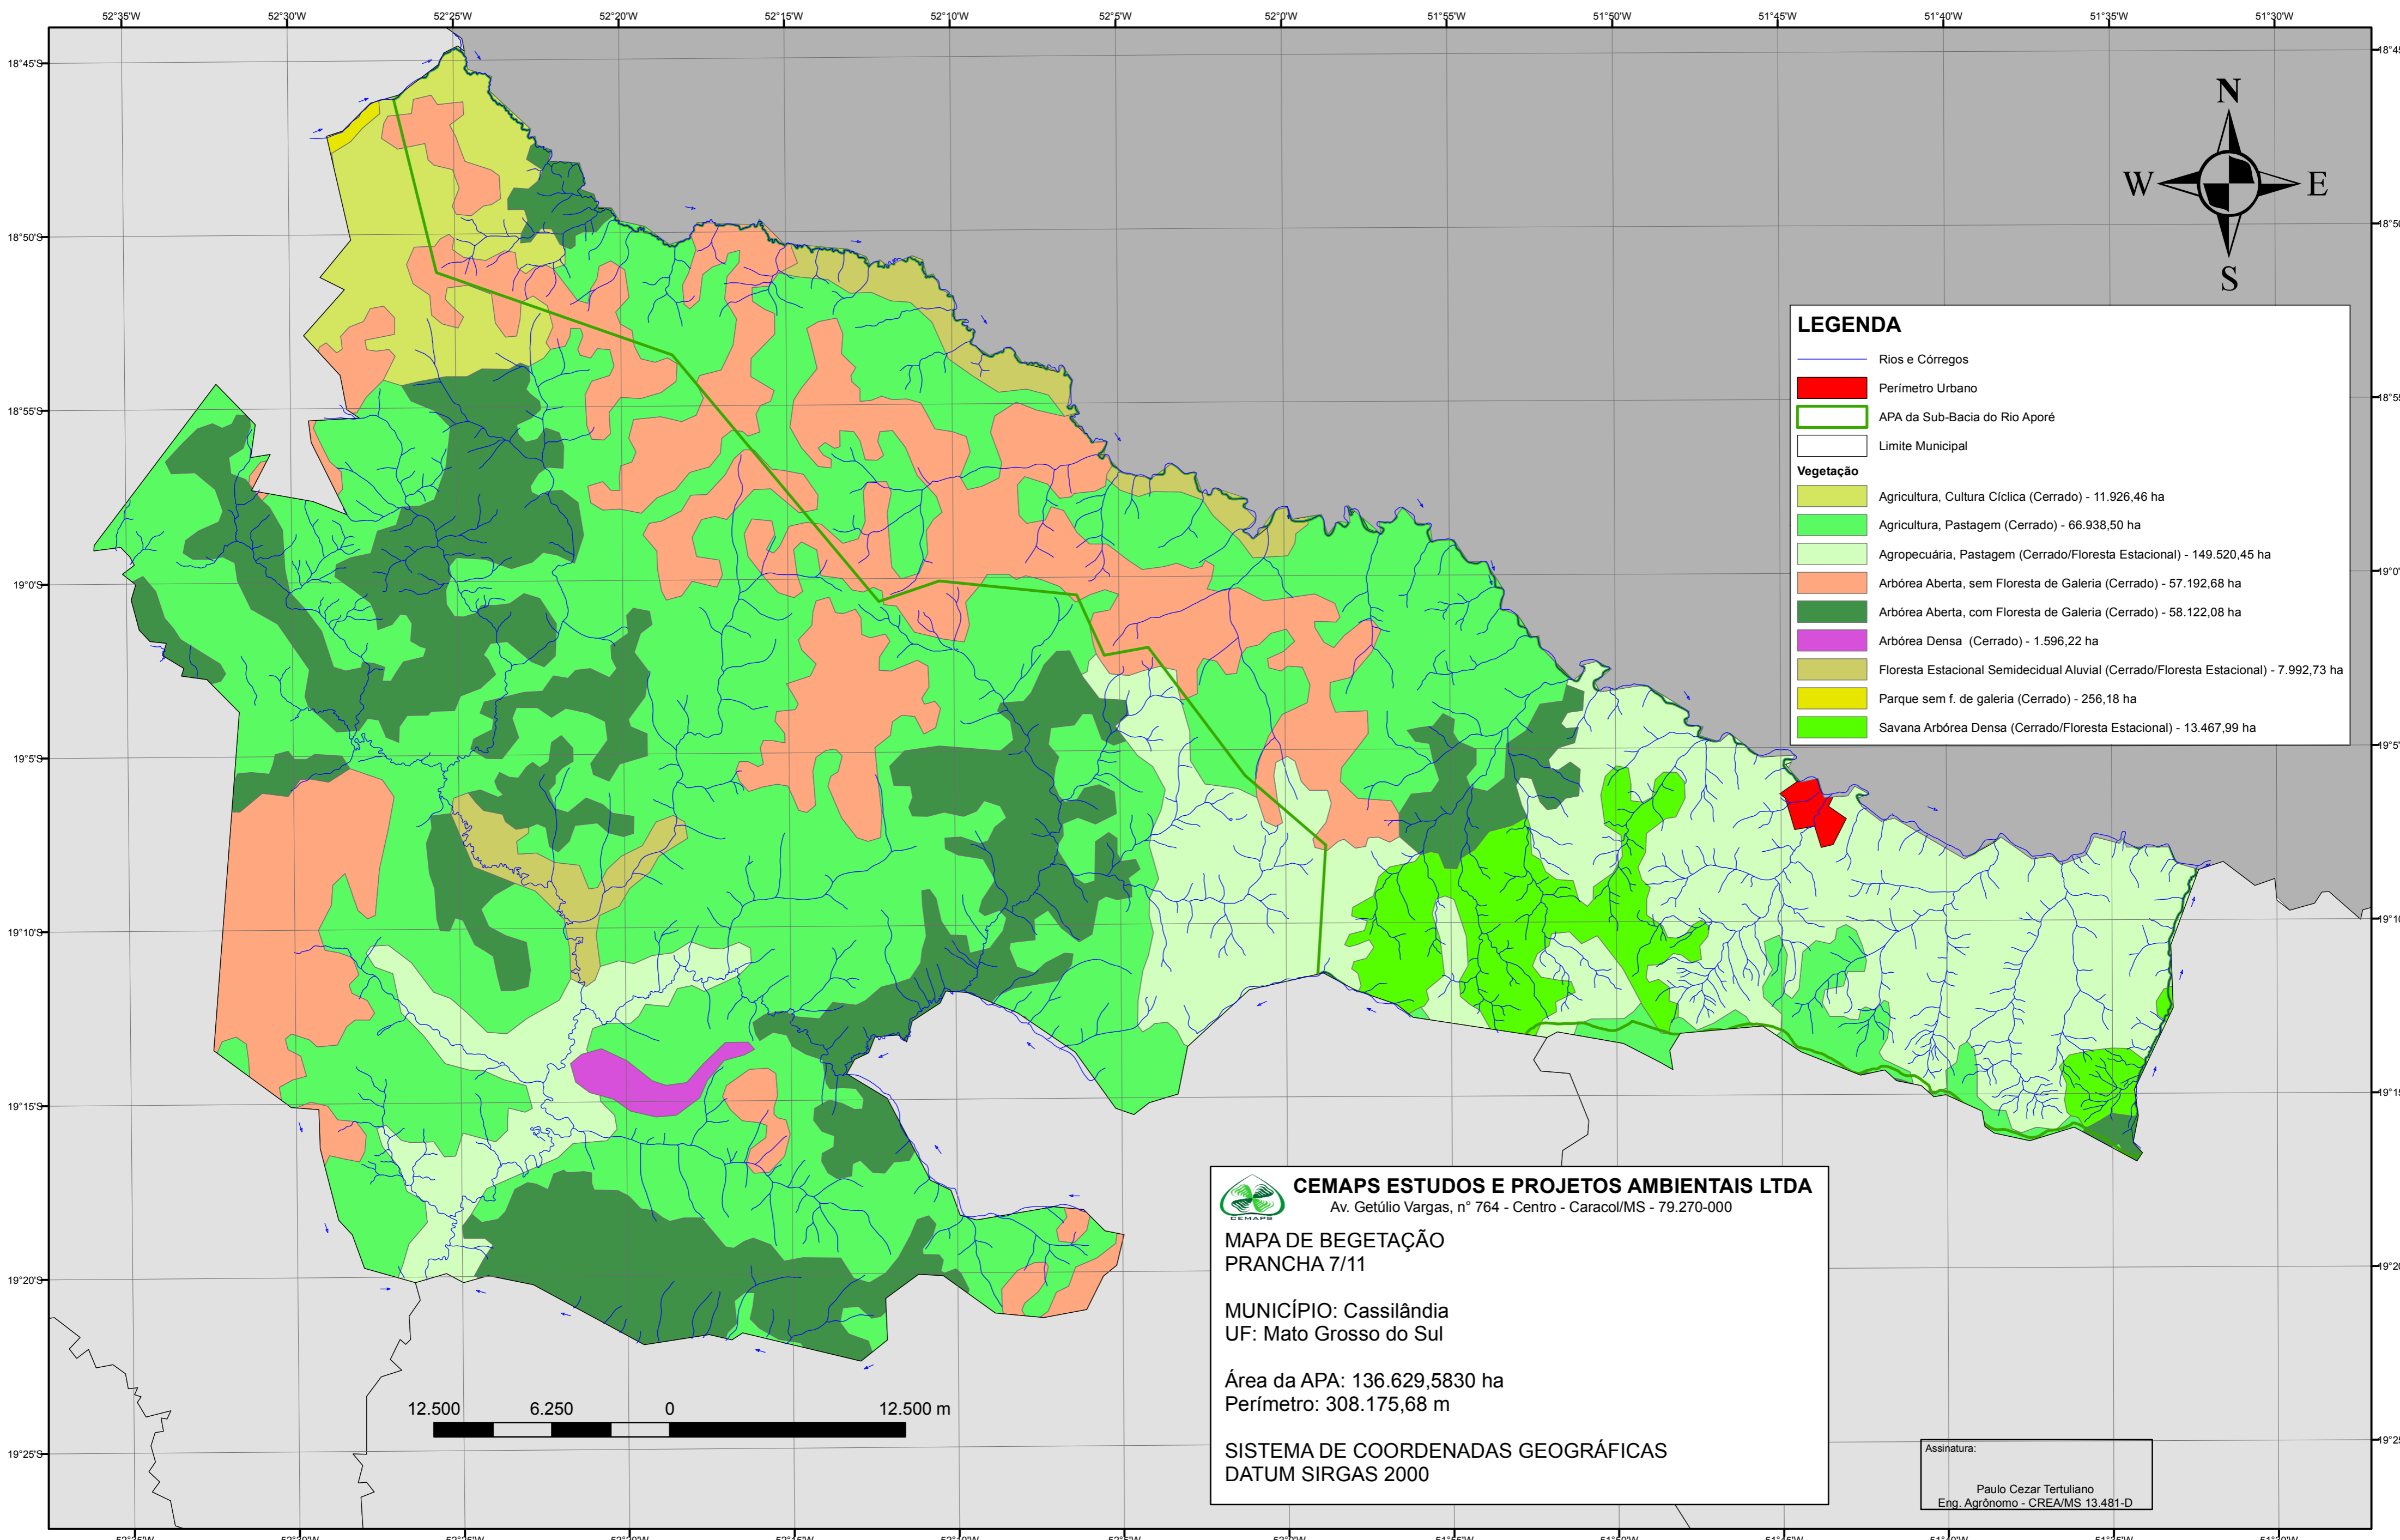 52°35'W 52°30'W 52°25'W 52°20'W 52°15'W 52°10'W 52°5'W 52°0'W 51°55'W 51°50'W 51°45'W 51°40'W 51°35'W 51°30'W
18°45'S
18°50'S
18°55'S
19°0'S
19°5'S
19°10'S
19°15'S
19°20'S
19°25'S
N
W E
S
LEGENDA
Rios e Córregos
Perímetro Urbano
APA da Sub-Bacia do Rio Aporé
Limite Municipal
Vegetação
Agricultura, Cultura Cíclica (Cerrado) - 11.926,46 ha
Agricultura, Pastagem (Cerrado) - 66.938,50 ha
Agropecuária, Pastagem (Cerrado/Floresta Estacional) - 149.520,45 ha
Arbórea Aberta, sem Floresta de Galeria (Cerrado) - 57.192,68 ha
Arbórea Aberta, com Floresta de Galeria (Cerrado) - 58.122,08 ha
Arbórea Densa (Cerrado) - 1.596,22 ha
Floresta Estacional Semidecidual Aluvial (Cerrado/Floresta Estacional) - 7.992,73 ha
Parque sem f. de galeria (Cerrado) - 256,18 ha
Savana Arbórea Densa (Cerrado/Floresta Estacional) - 13.467,99 ha
CEMAPS
CEMAPS ESTUDOS E PROJETOS AMBIENTAIS LTDA
Av. Getúlio Vargas, n° 764 - Centro - Caracol/MS - 79.270-000
MAPA DE BEGETAÇÃO
PRANCHA 7/11
MUNICÍPIO: Cassilândia
UF: Mato Grosso do Sul
Área da APA: 136.629,5830 ha
Perímetro: 308.175,68 m
SISTEMA DE COORDENADAS GEOGRÁFICAS
DATUM SIRGAS 2000
12.500 6.250 0 12.500 m
Assinatura:
Paulo Cezar Tertuliano
Eng. Agrônomo - CREA/MS 13.481-D